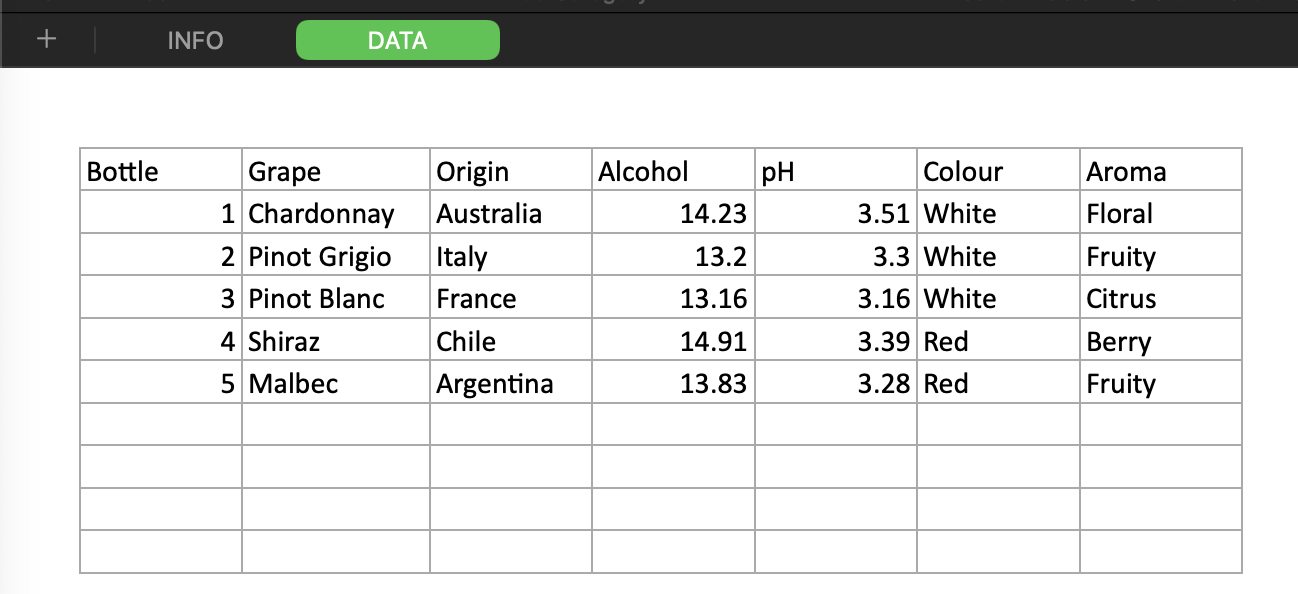 + INFO DATA
Bottle Grape Origin Alcohol pH Colour Aroma
1 Chardonnay Australia 14.23 3.51 White Floral
2 Pinot Grigio Italy 13.2 3.3 White Fruity
3 Pinot Blanc France 13.16 3.16 White Citrus
4 Shiraz Chile 14.91 3.39 Red Berry
5 Malbec Argentina 13.83 3.28 Red Fruity